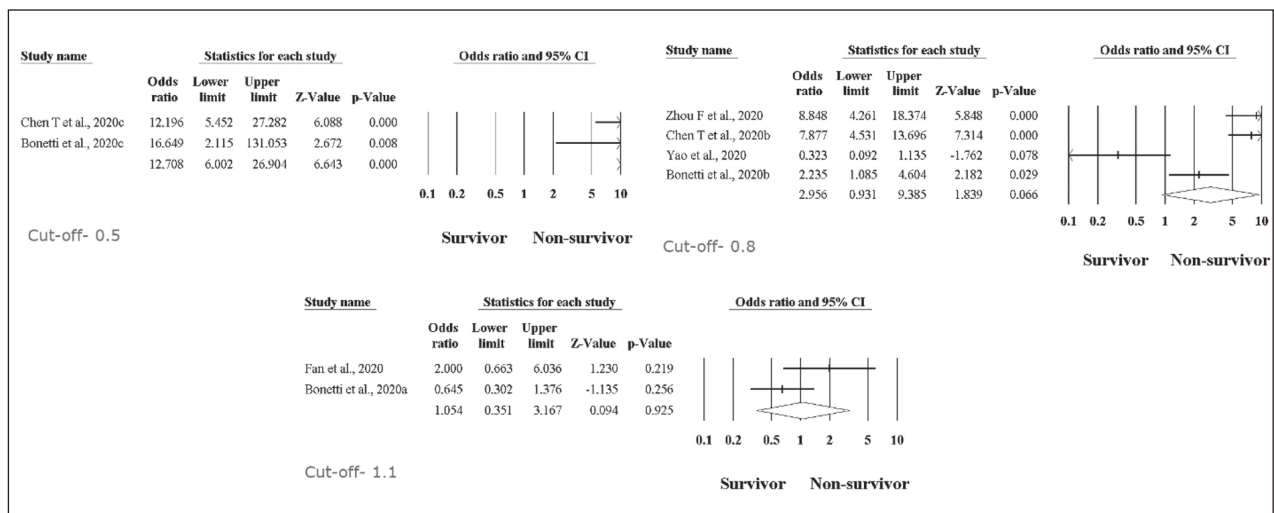 Study name Statistics for each study Odds ratio and 95% CI
Odds Lower Upper
ratio limit limit Z-Value p-Value
Chen T et al., 2020c 12.196 5.452 27.282 6.088 0.000
Bonetti et al., 2020c 16.649 2.115 131.053 2.672 0.008
12.708 6.002 26.904 6.643 0.000
0.1 0.2 0.5 1 2 5 10
Survivor Non-survivor
Cut-off- 0.5
Study name Statistics for each study Odds ratio and 95% CI
Odds Lower Upper
ratio limit limit Z-Value p-Value
Zhou F et al., 2020 8.848 4.261 18.374 5.848 0.000
Chen T et al., 2020b 7.877 4.531 13.696 7.314 0.000
Yao et al., 2020 0.323 0.092 1.135 -1.762 0.078
Bonetti et al., 2020b 2.235 1.085 4.604 2.182 0.029
2.956 0.931 9.385 1.839 0.066
0.1 0.2 0.5 1 2 5 10
Cut-off- 0.8
Survivor Non-survivor
Study name Statistics for each study Odds ratio and 95% CI
Odds Lower Upper
ratio limit limit Z-Value p-Value
Fan et al., 2020 2.000 0.663 6.036 1.230 0.219
Bonetti et al., 2020a 0.645 0.302 1.376 -1.135 0.256
1.054 0.351 3.167 0.094 0.925
0.1 0.2 0.5 1 2 5 10
Cut-off- 1.1
Survivor Non-survivor